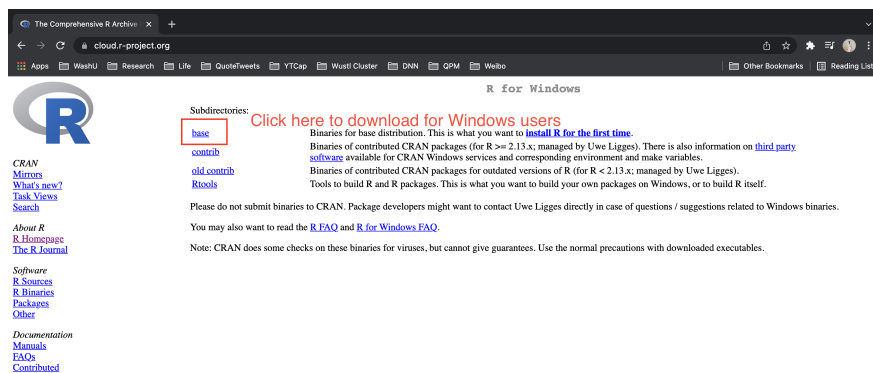 The Comprehensive R Archive
cloud.r-project.org
Apps WashU Research Life QuoteTweets YTCap Wustl Cluster DNN QPM Weibo Other Bookmarks Reading List
R
R for Windows
Subdirectories:
Click here to download for Windows users
base Binaries for base distribution. This is what you want to install R for the first time.
contrib Binaries of contributed CRAN packages (for R >= 2.13.x; managed by Uwe Ligges). There is also information on third party
software available for CRAN Windows services and corresponding environment and make variables.
old contrib Binaries of contributed CRAN packages for outdated versions of R (for R < 2.13.x; managed by Uwe Ligges).
Rtools Tools to build R and R packages. This is what you want to build your own packages on Windows, or to build R itself.
Please do not submit binaries to CRAN. Package developers might want to contact Uwe Ligges directly in case of questions / suggestions related to Windows binaries.
You may also want to read the R FAQ and R for Windows FAQ.
Note: CRAN does some checks on these binaries for viruses, but cannot give guarantees. Use the normal precautions with downloaded executables.
CRAN
Mirrors
What's new?
Task Views
Search
About R
R Homepage
The R Journal
Software
R Sources
R Binaries
Packages
Other
Documentation
Manuals
FAQs
Contributed